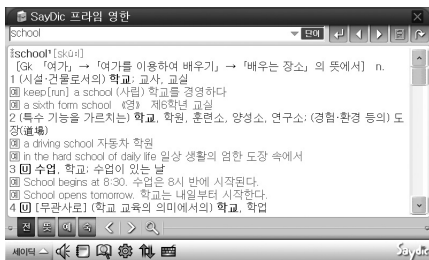 SayDic 프라임 영한
school
단어
‡school¹ [skúːl]
[Gk 「여가」 → 「여가를 이용하여 배우기」 → 「배우는 장소」의 뜻에서] n.
1 (시설·건물로서의) 학교; 교사, 교실
예 keep[run] a school (사립) 학교를 경영하다
예 a sixth form school 《영》 제6학년 교실
2 (특수 기능을 가르치는) 학교, 학원, 훈련소, 양성소, 연구소; (경험·환경 등의) 도
장(道場)
예 a driving school 자동차 학원
예 in the hard school of daily life 일상 생활의 엄한 도장 속에서
3 U 수업, 학교; 수업이 있는 날
예 School begins at 8:30. 수업은 8시 반에 시작된다.
예 School opens tomorrow. 학교는 내일부터 시작한다.
4 U [무관사로] (학교 교육의 의미에서의) 학교, 학업
전 뜻 예 숙
세이딕 Saydic